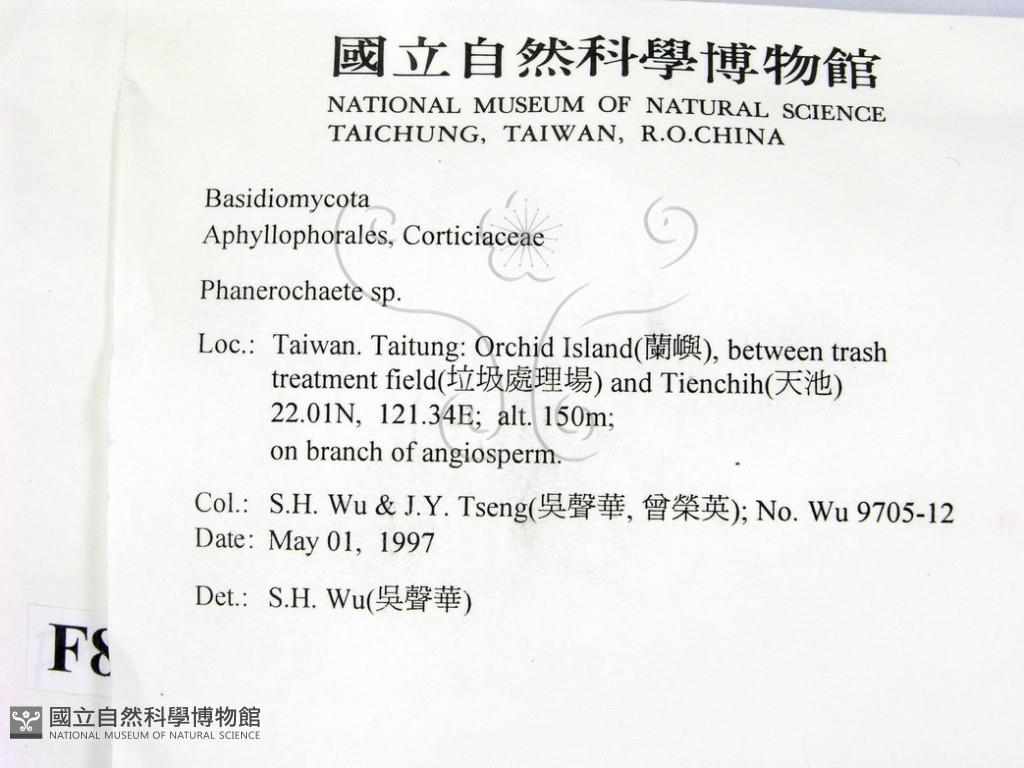 國立自然科學博物館
NATIONAL MUSEUM OF NATURAL SCIENCE
TAICHUNG, TAIWAN, R.O.CHINA
Basidiomycota
Aphyllophorales, Corticiaceae
Phanerochaete sp.
Loc.: Taiwan. Taitung: Orchid Island(蘭嶼), between trash
treatment field(垃圾處理場) and Tienchih(天池)
22.01N, 121.34E; alt. 150m;
on branch of angiosperm.
Col.: S.H. Wu & J.Y. Tseng(吳聲華, 曾榮英); No. Wu 9705-12
Date: May 01, 1997
Det.: S.H. Wu(吳聲華)
國立自然科學博物館
NATIONAL MUSEUM OF NATURAL SCIENCE